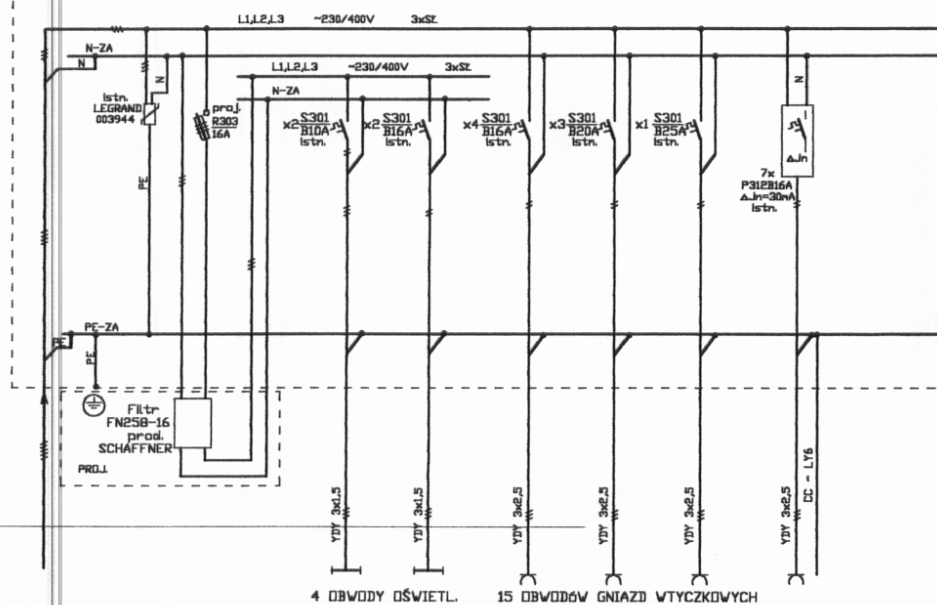 L1,L2,L3 ~230/400V 3xSZ.
N-ZA
N
L1,L2,L3 ~230/400V 3xSZ.
N-ZA
Istn.
LEGRAND
003944
N
proj.
R303
16A
PE
x2 S301
B10A
Istn.
x2 S301
B16A
Istn.
x4 S301
B16A
Istn.
x3 S301
B20A
Istn.
x1 S301
B25A
Istn.
N
ΔJn
7x
P312B16A
ΔJn=30mA
Istn.
PE-ZA
PE
PE
Filtr
FN258-16
prod.
SCHAFFNER
PROJ.
YDY 3x1,5
YDY 3x1,5
YDY 3x2,5
YDY 3x2,5
YDY 3x2,5
YDY 3x2,5
CC - LY6
4 OBWODY OŚWIETL.
15 OBWODóW GNIAZD WTYCZKOWYCH